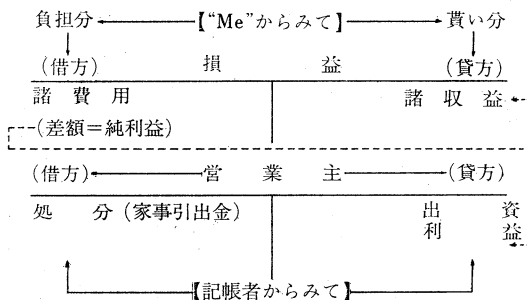 負担分 【“Me”からみて】 貰い分
(借方) 損 益 (貸方)
諸費用 諸収益
(差額＝純利益)
(借方) 営業主 (貸方)
処分(家事引出金) 出資
利益
【記帳者からみて】